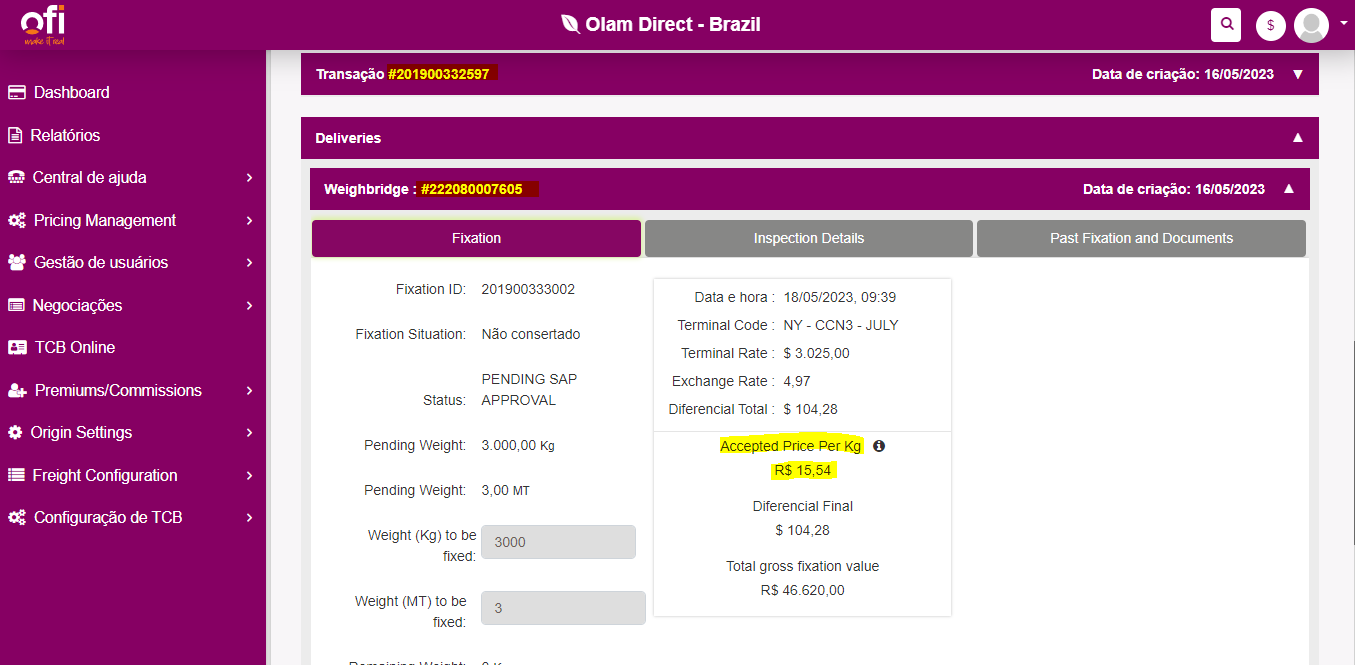 ofi
make it real
Olam Direct - Brazil
$
Dashboard
Relatórios
Central de ajuda
Pricing Management
Gestão de usuários
Negociações
TCB Online
Premiums/Commissions
Origin Settings
Freight Configuration
Configuração de TCB
Transação #201900332597 Data de criação: 16/05/2023
Deliveries
Weighbridge : #222080007605 Data de criação: 16/05/2023
Fixation Inspection Details Past Fixation and Documents
Fixation ID: 201900333002
Fixation Situation: Não consertado
Status: PENDING SAP
APPROVAL
Pending Weight: 3.000,00 Kg
Pending Weight: 3,00 MT
Weight (Kg) to be
fixed: 3000
Weight (MT) to be
fixed: 3
Data e hora : 18/05/2023, 09:39
Terminal Code : NY - CCN3 - JULY
Terminal Rate : $ 3.025,00
Exchange Rate : 4,97
Diferencial Total : $ 104,28
Accepted Price Per Kg
R$ 15,54
Diferencial Final
$ 104,28
Total gross fixation value
R$ 46.620,00